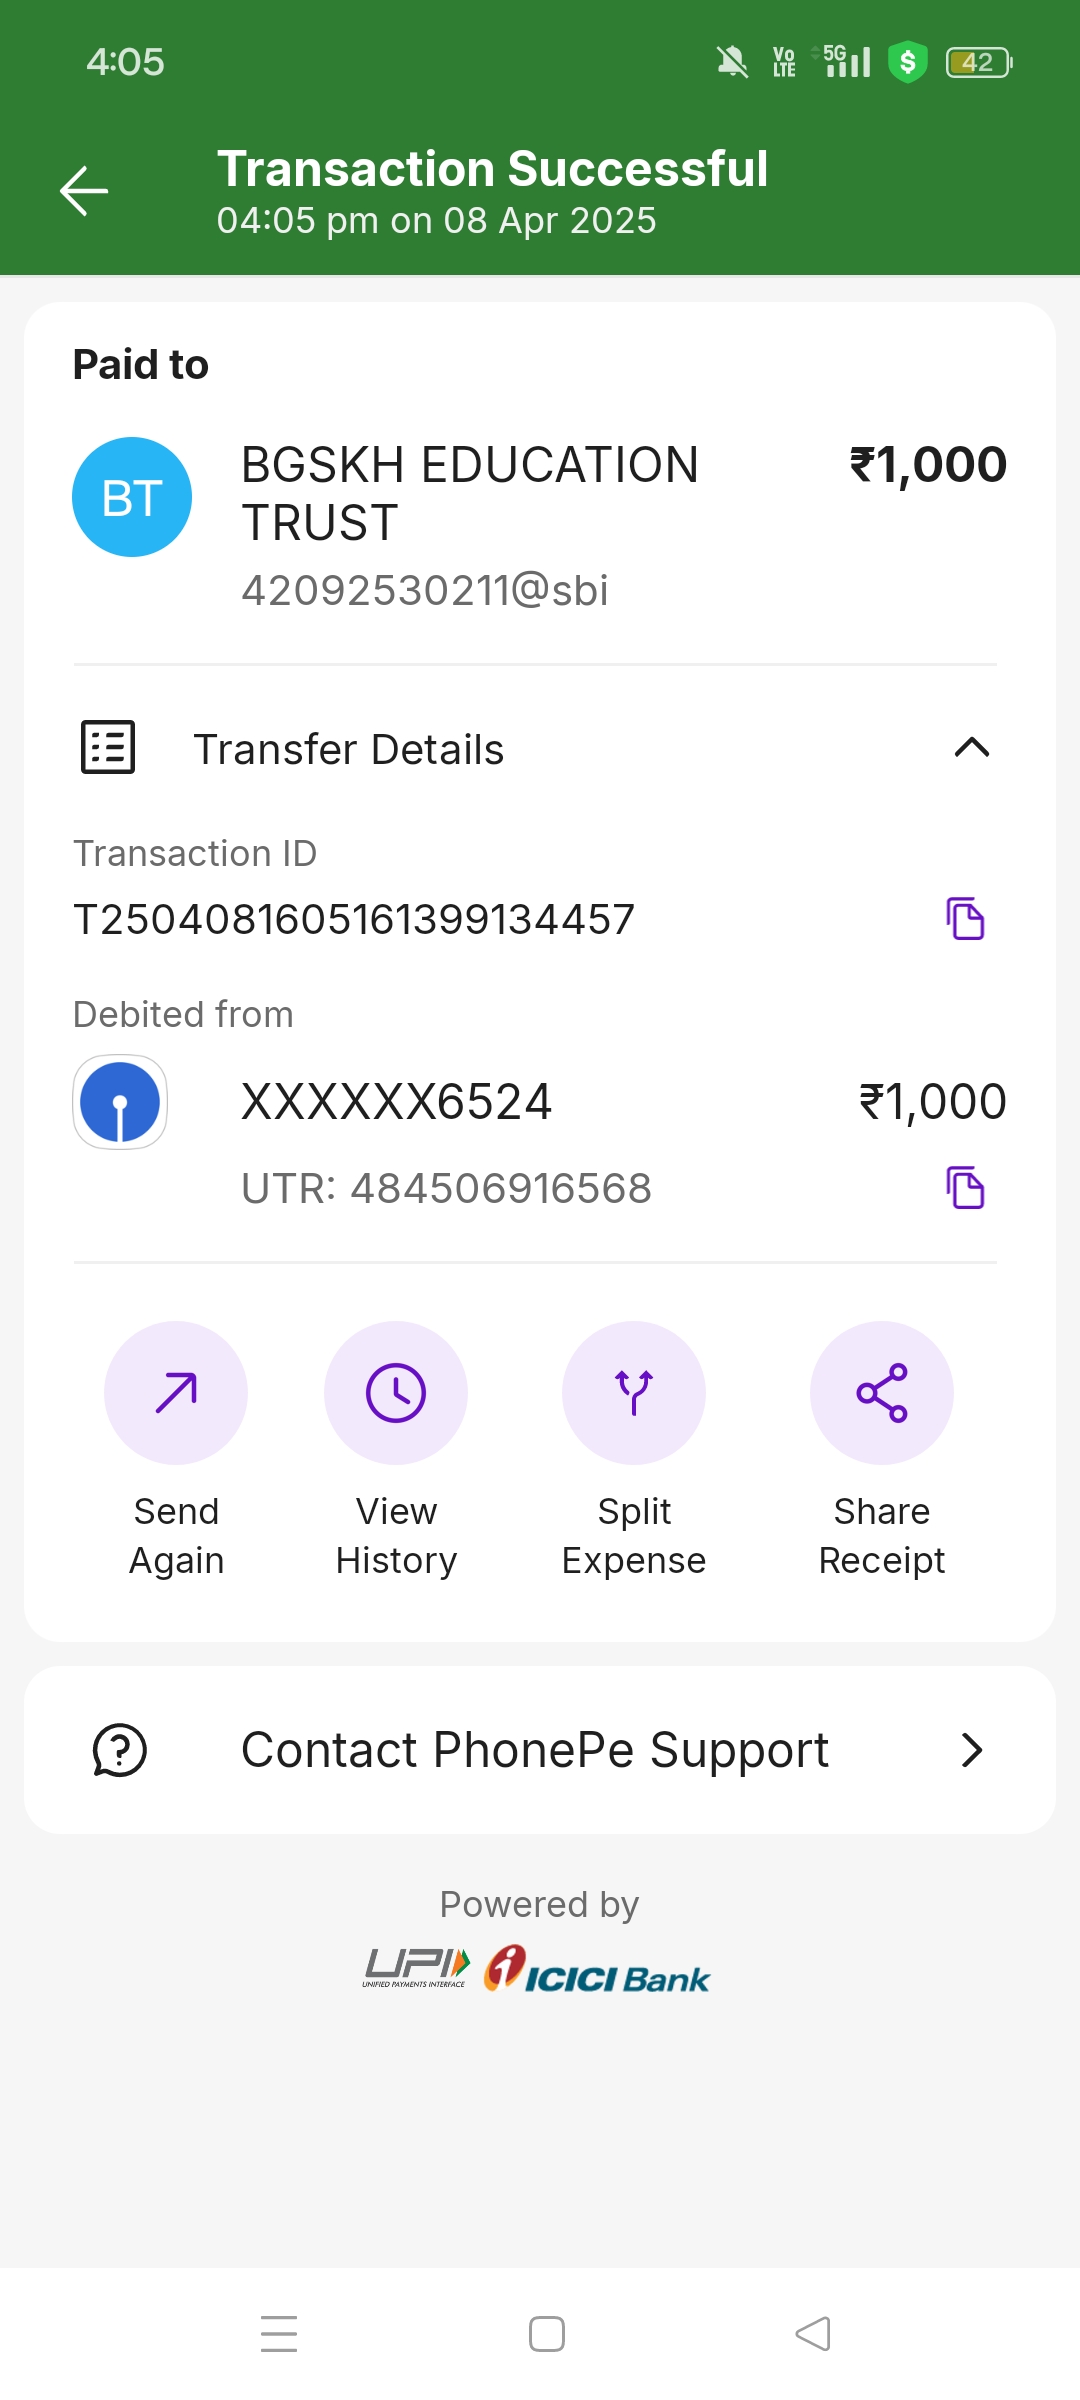 4:05
Vo
LTE
5G
$
42
Transaction Successful
04:05 pm on 08 Apr 2025
Paid to
BT
BGSKH EDUCATION
TRUST
₹1,000
42092530211@sbi
Transfer Details
Transaction ID
T2504081605161399134457
Debited from
XXXXXX6524
₹1,000
UTR: 484506916568
Send
Again
View
History
Split
Expense
Share
Receipt
Contact PhonePe Support
Powered by
UPI
UNIFIED PAYMENTS INTERFACE
ICICI Bank